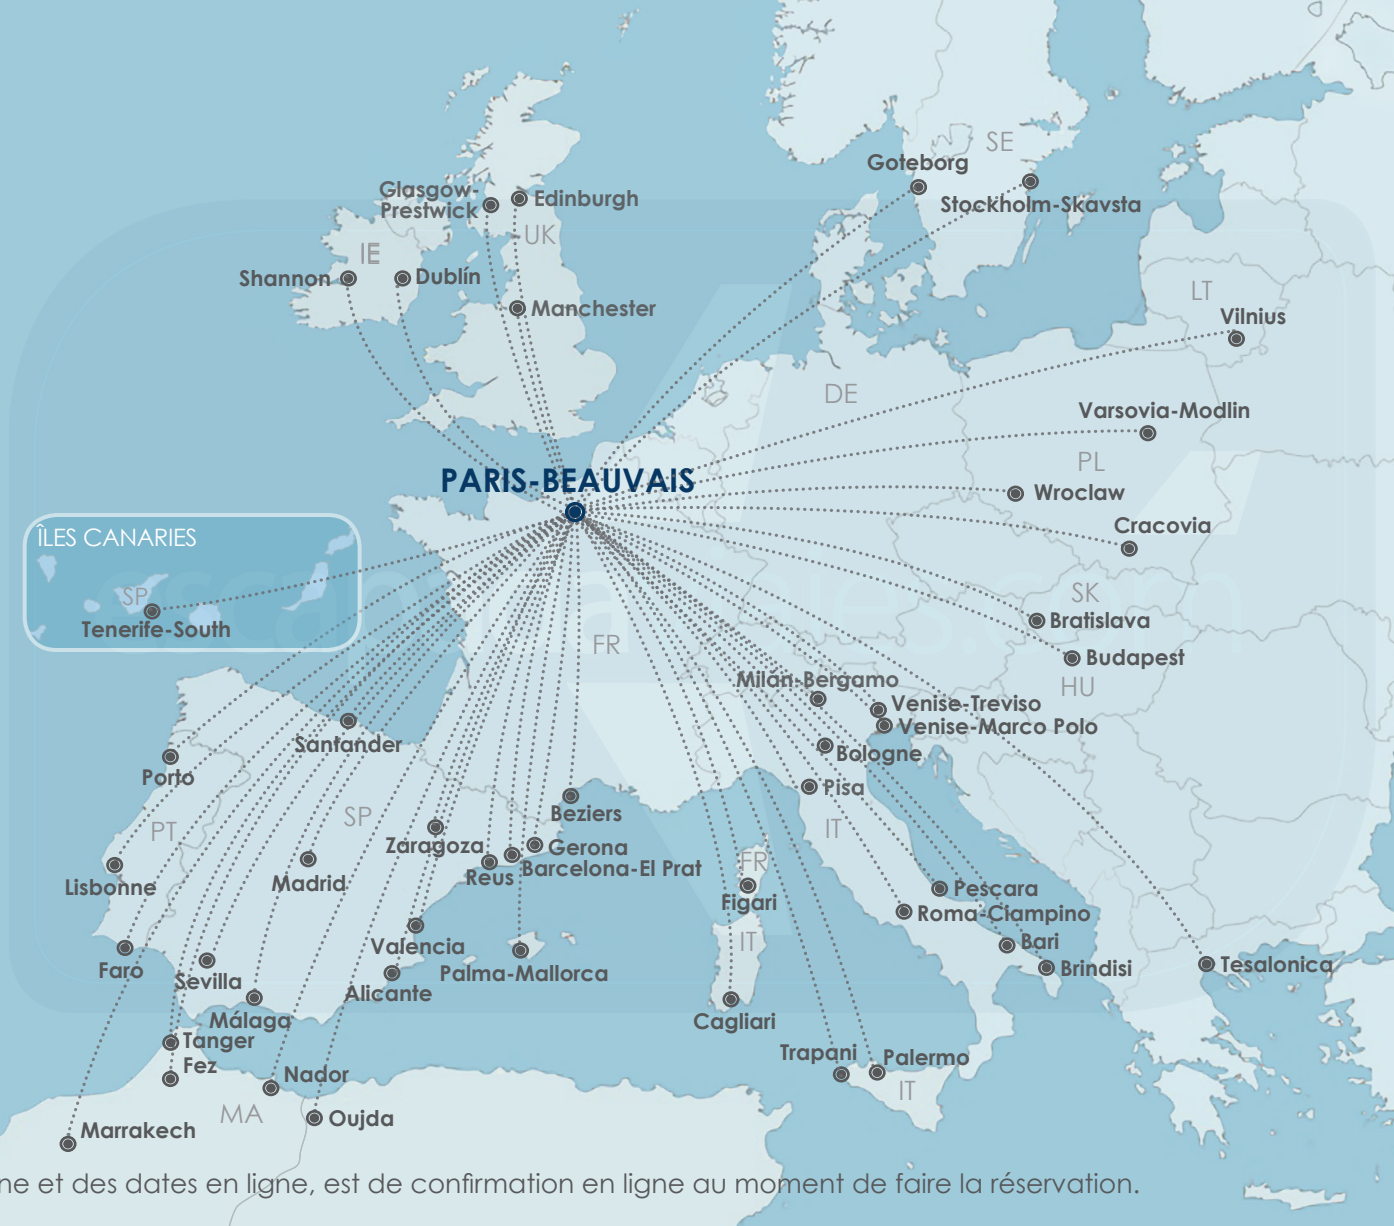 SE
Goteborg
Stockholm-Skavsta
Glasgow-
Prestwick
Edinburgh
UK
IE
Shannon
Dublín
Manchester
LT
Vilnius
DE
Varsovia-Modlin
PL
Wroclaw
Cracovia
PARIS-BEAUVAIS
ÎLES CANARIES
SP
Tenerife-South
SK
Bratislava
Budapest
HU
FR
Milán-Bergamo
Venise-Treviso
Venise-Marco Polo
Bologne
Pisa
IT
Santander
Porto
PT
SP
Beziers
Zaragoza
Gerona
Reus
Barcelona-El Prat
Madrid
Lisbonne
FR
Figari
IT
Pescara
Roma-Ciampino
Bari
Brindisi
Tesalonica
Valencia
Palma-Mallorca
Alicante
Faro
Sevilla
Málaga
Cagliari
Tanger
Fez
Nador
Trapani
Palermo
IT
MA
Oujda
Marrakech
ne et des dates en ligne, est de confirmation en ligne au moment de faire la réservation.